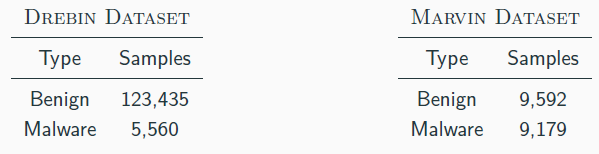 DREBIN DATASET
Type Samples
Benign 123,435
Malware 5,560
MARVIN DATASET
Type Samples
Benign 9,592
Malware 9,179